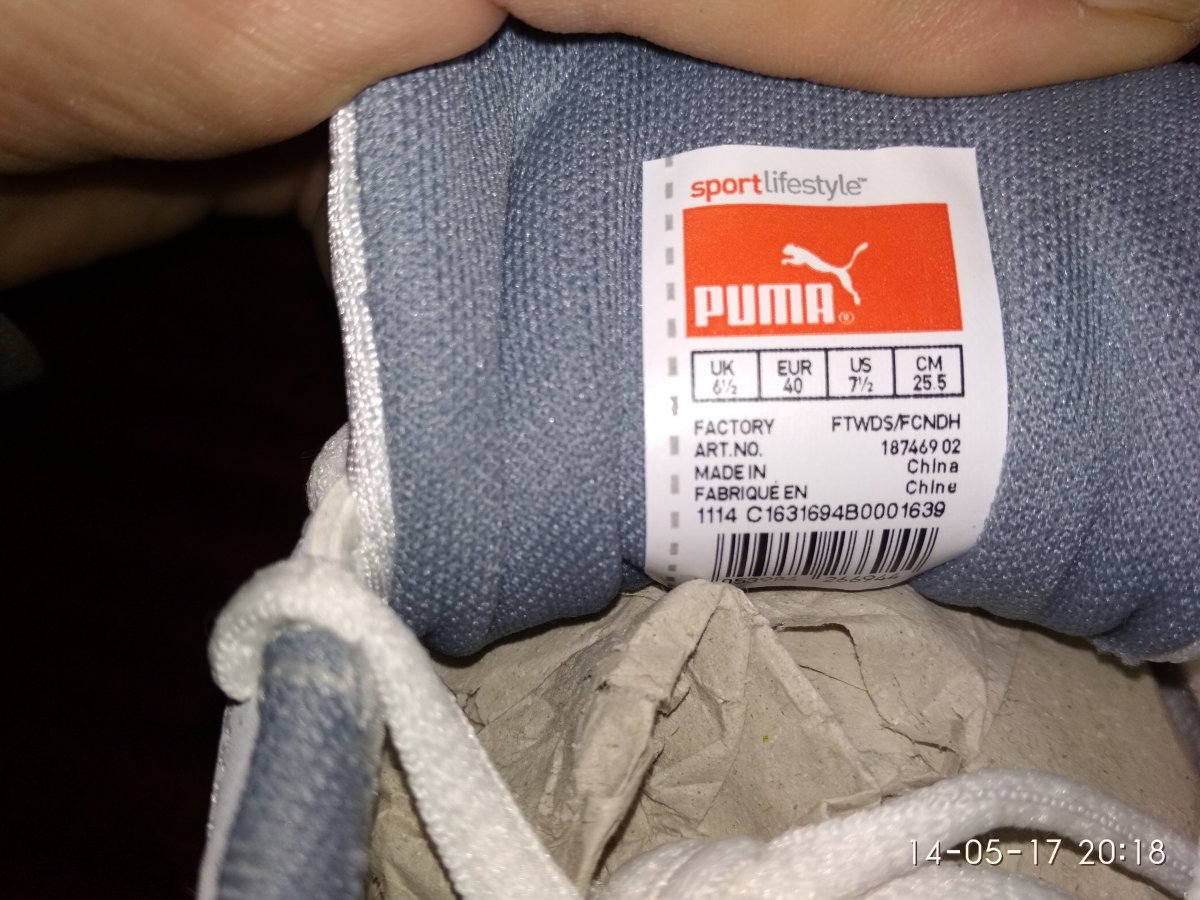 sportlifestyle™
PUMA®
UK EUR US CM
6½ 40 7½ 25.5
FACTORY FTWDS/FCNDH
ART.NO. 187469 02
MADE IN China
FABRIQUÉ EN Chine
1114 C1631694B0001639
14-05-17 20:18